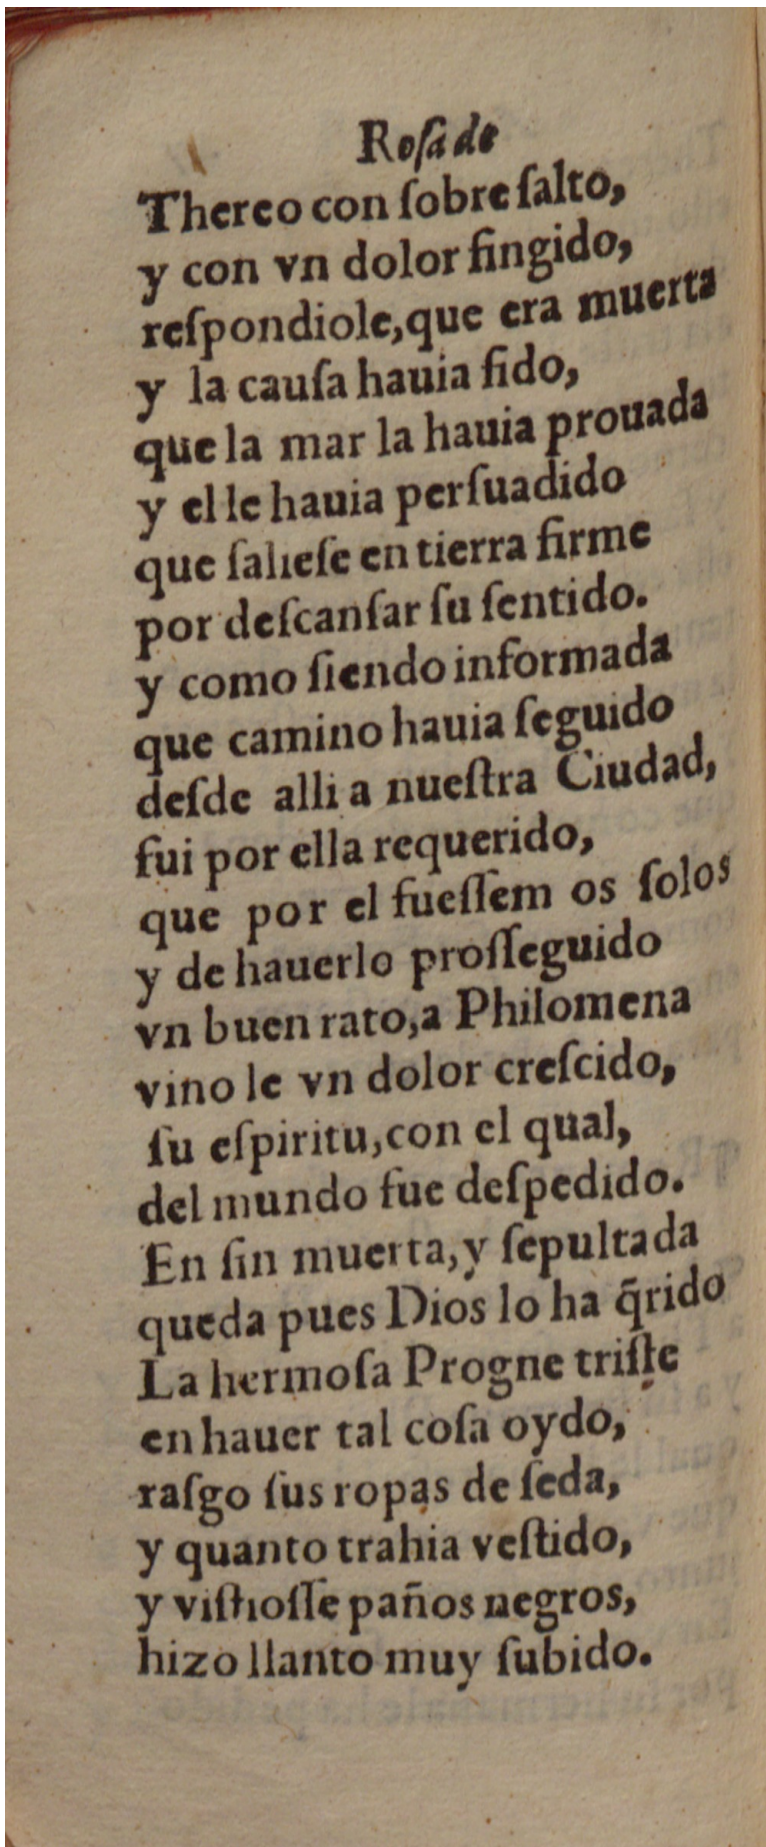 Rosa de
Thereo con ſobre ſalto,
y con vn dolor fingido,
reſpondiole,que era muerta
y la cauſa hauia ſido,
que la mar la hauia prouada
y el le hauia perſuadido
que ſalieſe en tierra firme
por deſcanſar ſu ſentido.
y como ſiendo informada
que camino hauia ſeguido
deſde alli a nueſtra Ciudad,
fui por ella requerido,
que por el fueſſem os ſolos
y de hauerlo proſſeguido
vn buen rato,a Philomena
vino le vn dolor creſcido,
ſu eſpiritu,con el qual,
del mundo fue deſpedido.
En fin muerta,y ſepultada
queda pues Dios lo ha q̃rido
La hermoſa Progne triſte
en hauer tal coſa oydo,
raſgo ſus ropas de ſeda,
y quanto trahia veſtido,
y viſtioſſe paños negros,
hizo llanto muy ſubido.